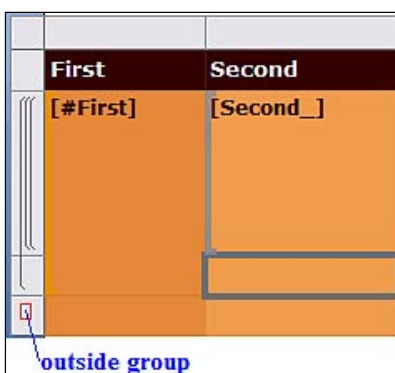 First Second
[#First] [Second_]
outside group